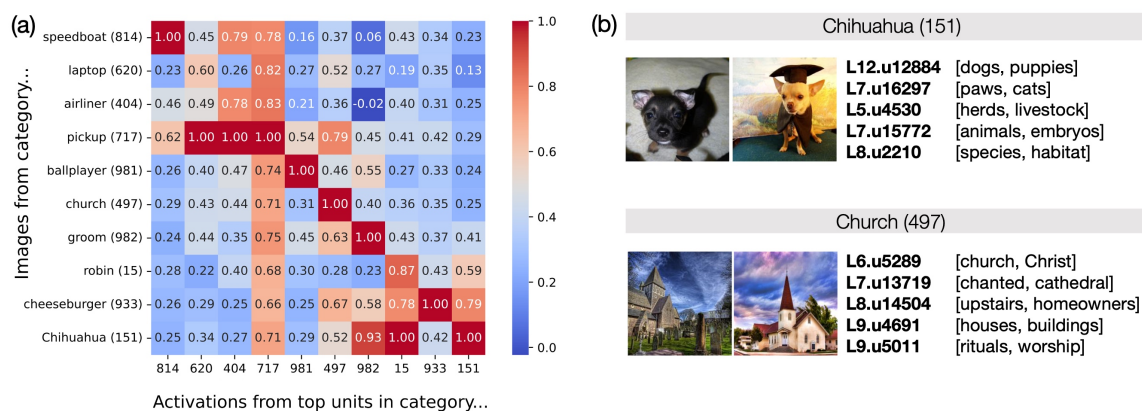 (a)
Images from category...
speedboat (814) 1.00 0.45 0.79 0.78 0.16 0.37 0.06 0.43 0.34 0.23
laptop (620) 0.23 0.60 0.26 0.82 0.27 0.52 0.27 0.19 0.35 0.13
airliner (404) 0.46 0.49 0.78 0.83 0.21 0.36 -0.02 0.40 0.31 0.25
pickup (717) 0.62 1.00 1.00 1.00 0.54 0.79 0.45 0.41 0.42 0.29
ballplayer (981) 0.26 0.40 0.47 0.74 1.00 0.46 0.55 0.27 0.33 0.24
church (497) 0.29 0.43 0.44 0.71 0.31 1.00 0.40 0.36 0.35 0.25
groom (982) 0.24 0.44 0.35 0.75 0.45 0.63 1.00 0.43 0.37 0.41
robin (15) 0.28 0.22 0.40 0.68 0.30 0.28 0.23 0.87 0.43 0.59
cheeseburger (933) 0.26 0.29 0.25 0.66 0.25 0.67 0.58 0.78 1.00 0.79
Chihuahua (151) 0.25 0.34 0.27 0.71 0.29 0.52 0.93 1.00 0.42 1.00
814 620 404 717 981 497 982 15 933 151
Activations from top units in category...
1.0
0.8
0.6
0.4
0.2
0.0
(b)
Chihuahua (151)
L12.u12884 [dogs, puppies]
L7.u16297 [paws, cats]
L5.u4530 [herds, livestock]
L7.u15772 [animals, embryos]
L8.u2210 [species, habitat]
Church (497)
L6.u5289 [church, Christ]
L7.u13719 [chanted, cathedral]
L8.u14504 [upstairs, homeowners]
L9.u4691 [houses, buildings]
L9.u5011 [rituals, worship]